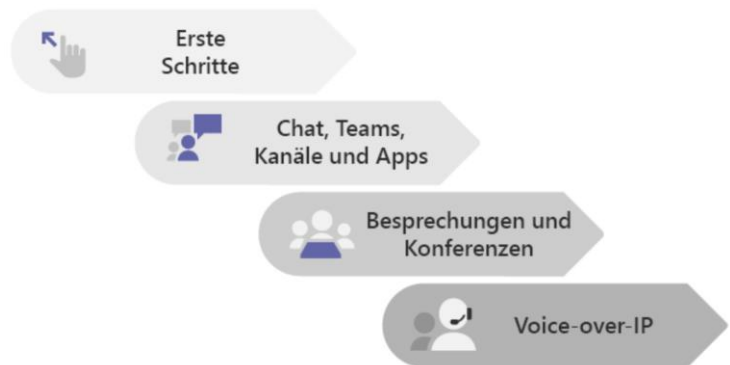 Erste
Schritte
Chat, Teams,
Kanäle und Apps
Besprechungen und
Konferenzen
Voice-over-IP